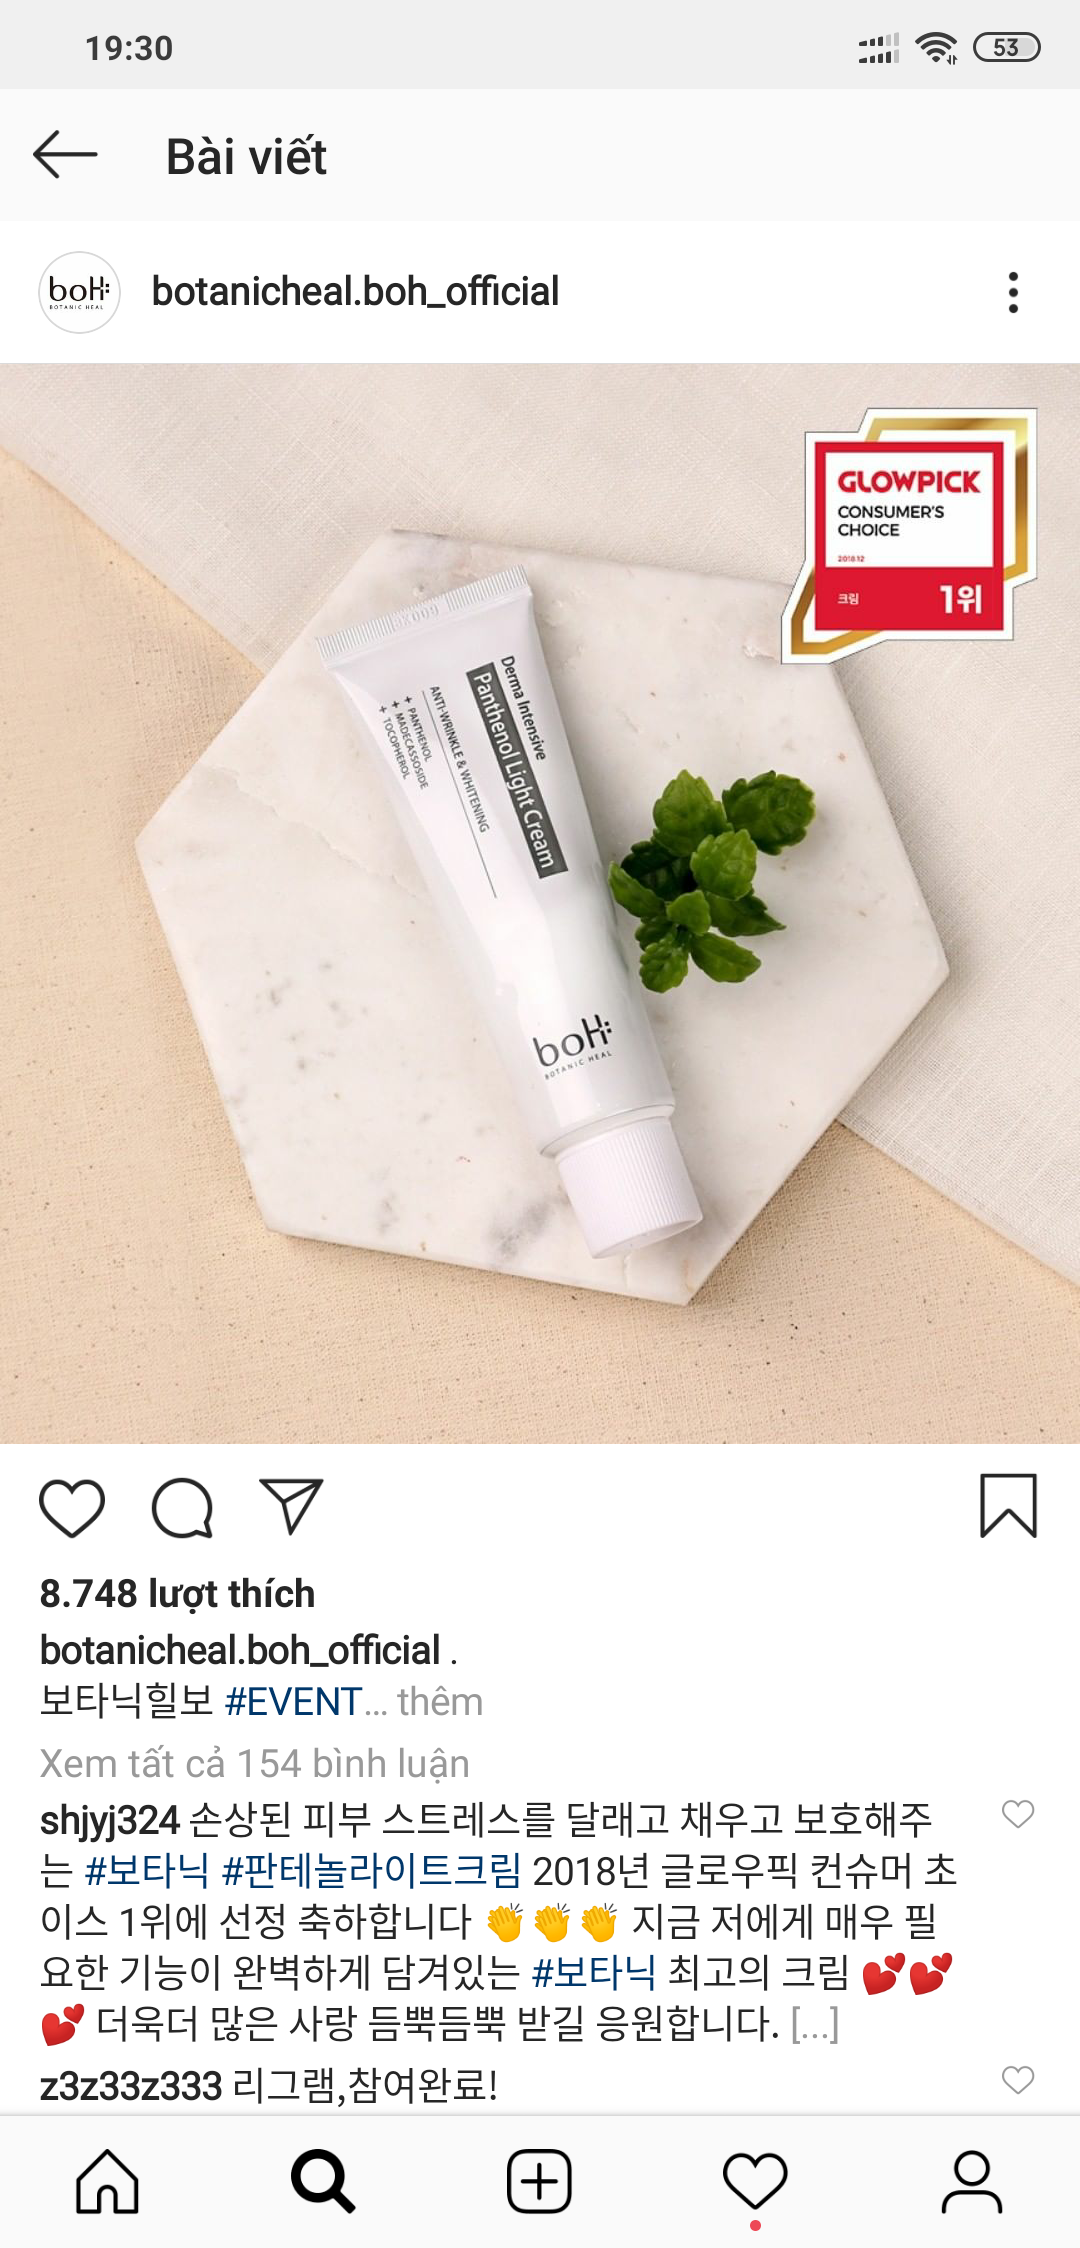 19:30
53
Bài viết
boH
BOTANIC HEAL
botanicheal.boh_official
GLOWPICK
CONSUMER'S
CHOICE
2018.12
크림
1위
Derma Intensive
Panthenol Light Cream
ANTI-WRINKLE & WHITENING
+ PANTHENOL
+ MADECASSOSIDE
+ TOCOPHEROL
boH
BOTANIC HEAL
8.748 lượt thích
botanicheal.boh_official .
보타닉힐보 #EVENT... thêm
Xem tất cả 154 bình luận
shjyj324 손상된 피부 스트레스를 달래고 채우고 보호해주
는 #보타닉 #판테놀라이트크림 2018년 글로우픽 컨슈머 초
이스 1위에 선정 축하합니다 👏👏👏 지금 저에게 매우 필
요한 기능이 완벽하게 담겨있는 #보타닉 최고의 크림 💕💕
💕 더욱더 많은 사랑 듬뿍듬뿍 받길 응원합니다. [...]
z3z33z333 리그램,참여완료!